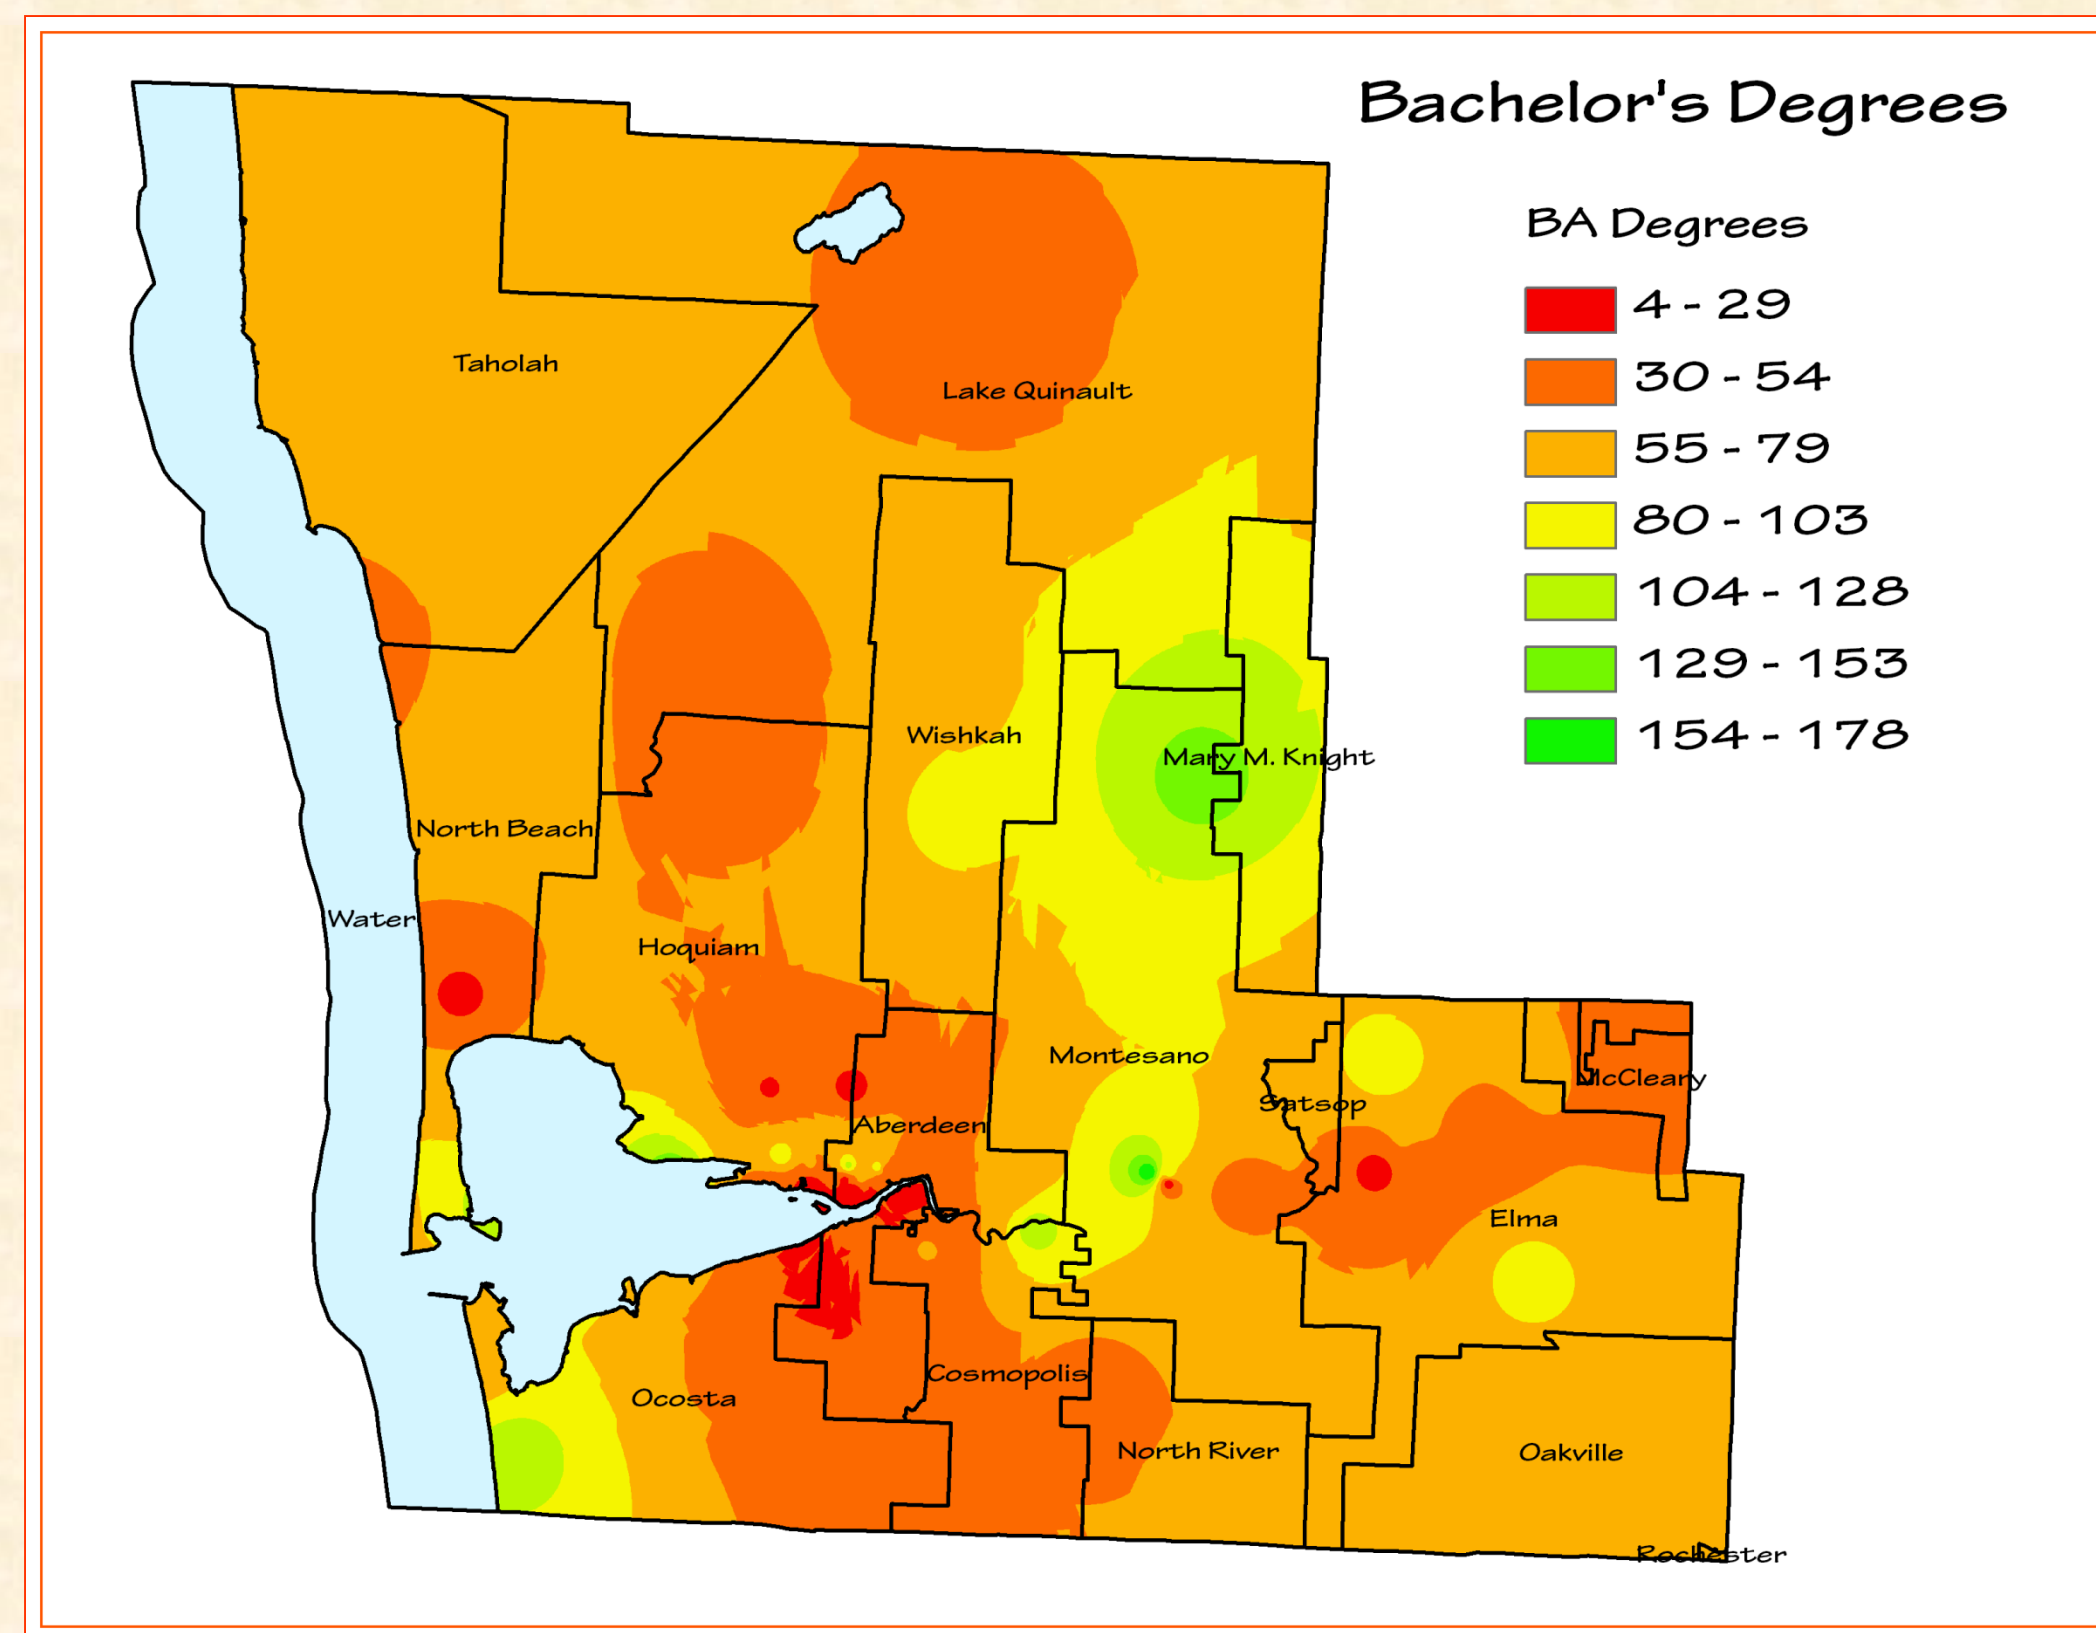 Bachelor's Degrees
BA Degrees
4 - 29
30 - 54
55 - 79
80 - 103
104 - 128
129 - 153
154 - 178
Taholah
Lake Quinault
Wishkah
Mary M. Knight
North Beach
Water
Hoquiam
Montesano
McCleary
Satsop
Aberdeen
Elma
Cosmopolis
Ocosta
North River
Oakville
Rochester